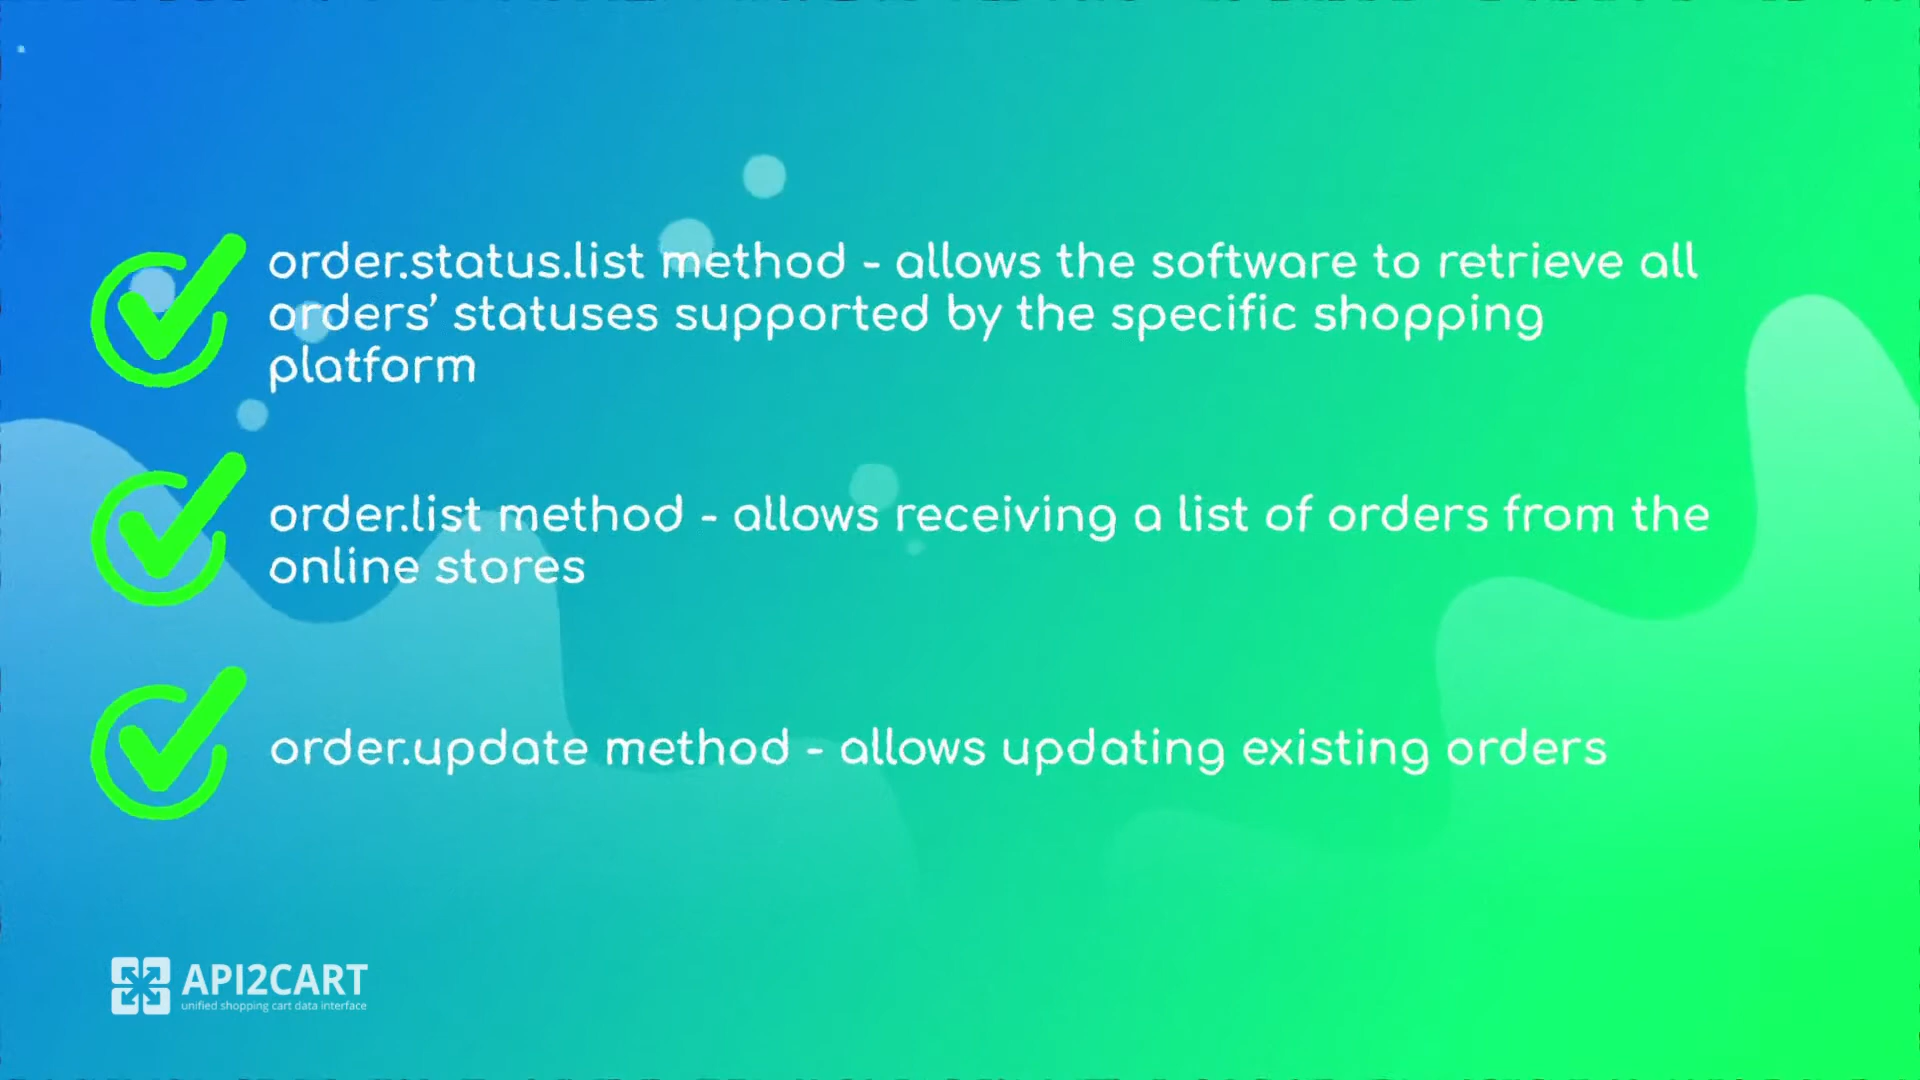 order.status.list method - allows the software to retrieve all
orders’ statuses supported by the specific shopping
platform
order.list method - allows receiving a list of orders from the
online stores
order.update method - allows updating existing orders
API2CART
unified shopping cart data interface